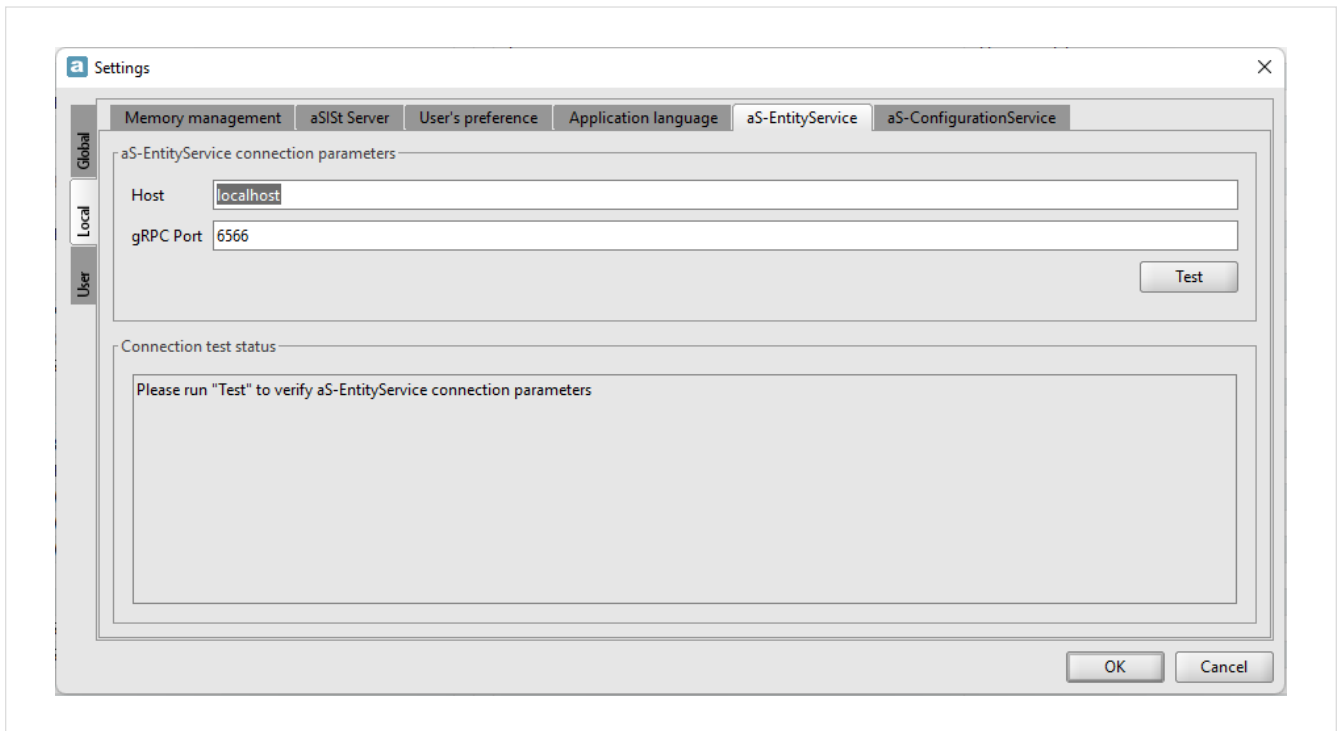 a Settings
Memory management aSISt Server User's preference Application language aS-EntityService aS-ConfigurationService
Global
Local
User
aS-EntityService connection parameters
Host localhost
gRPC Port 6566
Test
Connection test status
Please run "Test" to verify aS-EntityService connection parameters
OK Cancel